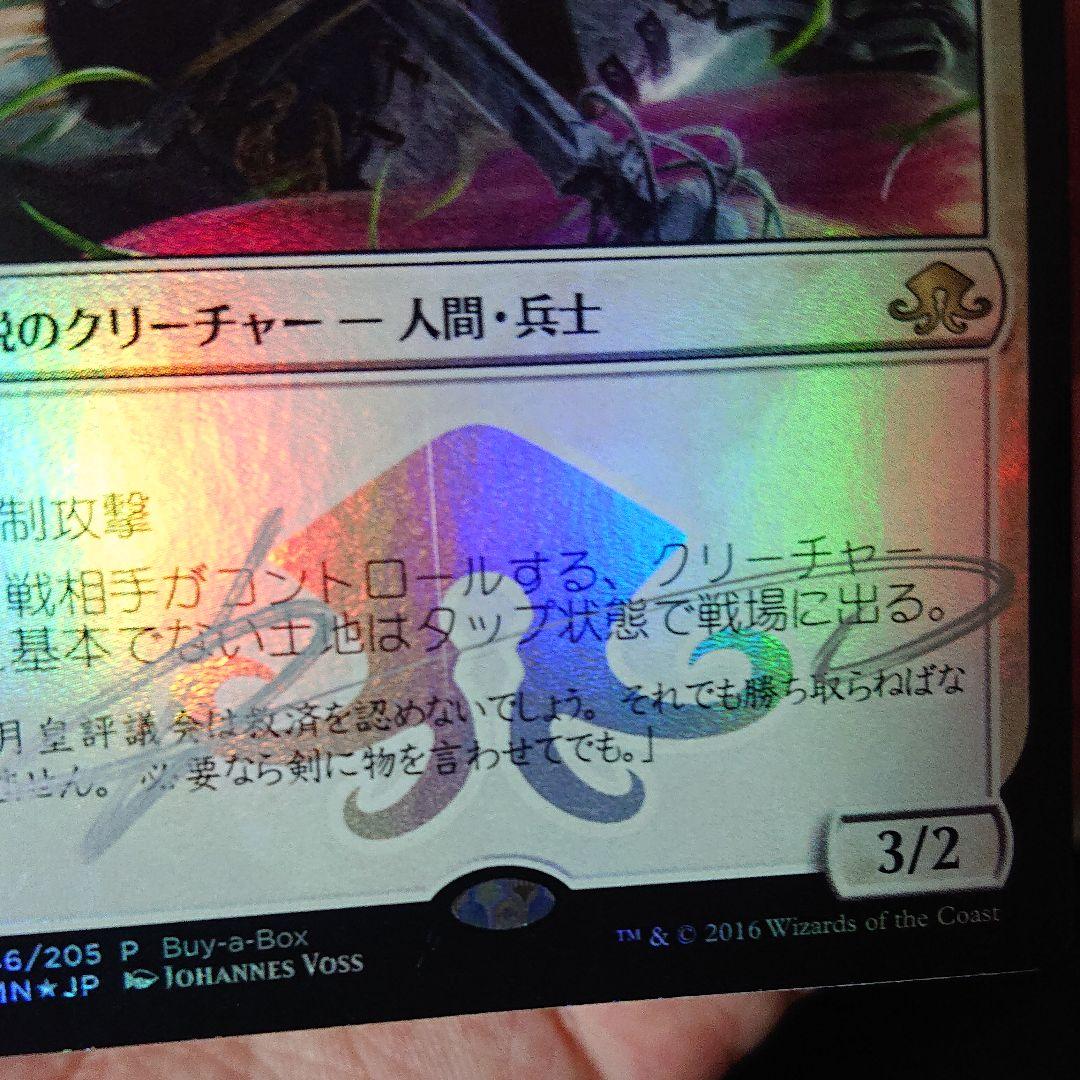 説のクリーチャー — 人間・兵士
制攻撃
戦相手がコントロールする、クリーチャー
基本でない土地はタップ状態で戦場に出る。
月皇評議会は救済を認めないでしょう。それでも勝ち取らねばな
ません。必要なら剣に物を言わせてでも。」
3/2
6/205 P Buy-a-Box
™ & © 2016 Wizards of the Coast
MN★JP Johannes Voss